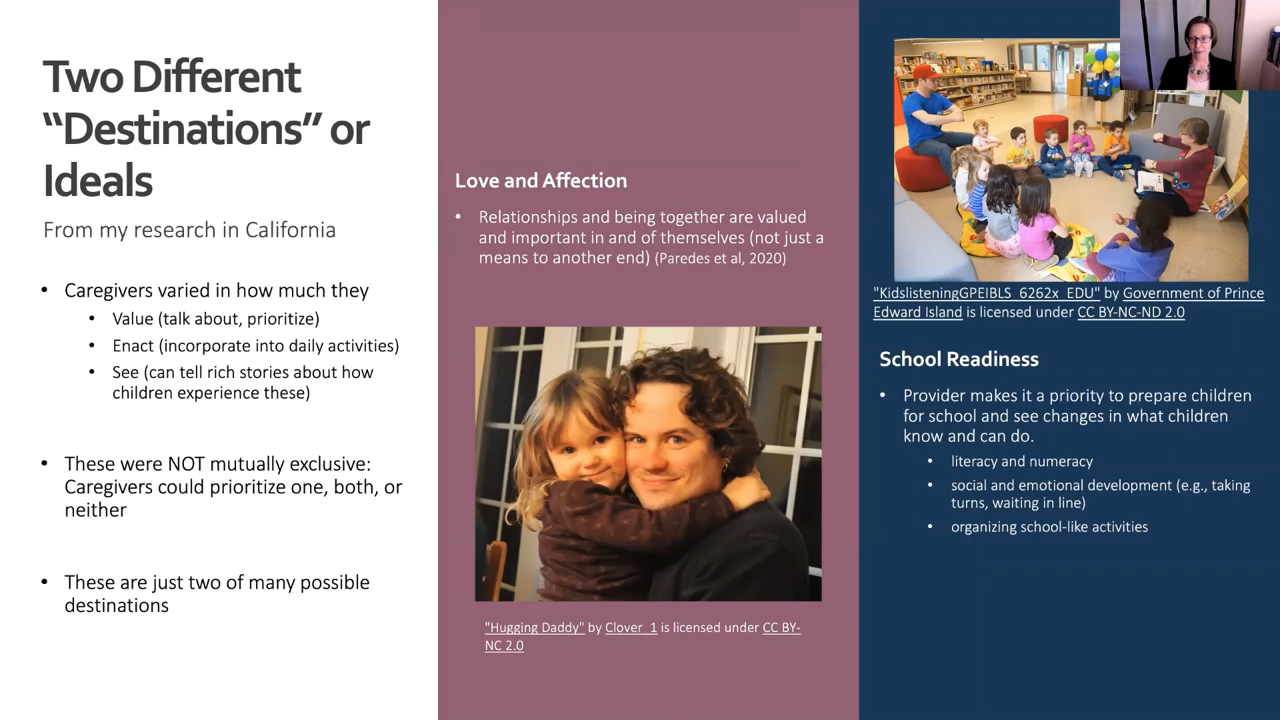 Two Different
“Destinations” or
Ideals
From my research in California
• Caregivers varied in how much they
• Value (talk about, prioritize)
• Enact (incorporate into daily activities)
• See (can tell rich stories about how
children experience these)
• These were NOT mutually exclusive:
Caregivers could prioritize one, both, or
neither
• These are just two of many possible
destinations
Love and Affection
• Relationships and being together are valued
and important in and of themselves (not just a
means to another end) (Paredes et al, 2020)
"Hugging Daddy" by Clover_1 is licensed under CC BY-
NC 2.0
"KidslisteningGPEIBLS_6262x_EDU" by Government of Prince
Edward Island is licensed under CC BY-NC-ND 2.0
School Readiness
• Provider makes it a priority to prepare children
for school and see changes in what children
know and can do.
• literacy and numeracy
• social and emotional development (e.g., taking
turns, waiting in line)
• organizing school-like activities